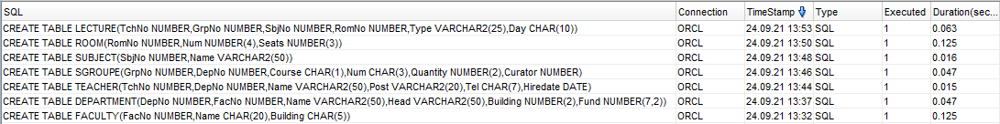 SQL Connection TimeStamp Type Executed Duration(sec...
CREATE TABLE LECTURE(TchNo NUMBER,GrpNo NUMBER,SbjNo NUMBER,RomNo NUMBER,Type VARCHAR2(25),Day CHAR(10)) ORCL 24.09.21 13:53 SQL 1 0.063
CREATE TABLE ROOM(RomNo NUMBER,Num NUMBER(4),Seats NUMBER(3)) ORCL 24.09.21 13:50 SQL 1 0.125
CREATE TABLE SUBJECT(SbjNo NUMBER,Name VARCHAR2(50)) ORCL 24.09.21 13:48 SQL 1 0.016
CREATE TABLE SGROUPE(GrpNo NUMBER,DepNo NUMBER,Course CHAR(1),Num CHAR(3),Quantity NUMBER(2),Curator NUMBER) ORCL 24.09.21 13:46 SQL 1 0.047
CREATE TABLE TEACHER(TchNo NUMBER,DepNo NUMBER,Name VARCHAR2(50),Post VARCHAR2(20),Tel CHAR(7),Hiredate DATE) ORCL 24.09.21 13:44 SQL 1 0.015
CREATE TABLE DEPARTMENT(DepNo NUMBER,FacNo NUMBER,Name VARCHAR2(50),Head VARCHAR2(50),Building NUMBER(2),Fund NUMBER(7,2)) ORCL 24.09.21 13:37 SQL 1 0.047
CREATE TABLE FACULTY(FacNo NUMBER,Name CHAR(20),Building CHAR(5)) ORCL 24.09.21 13:32 SQL 1 0.125